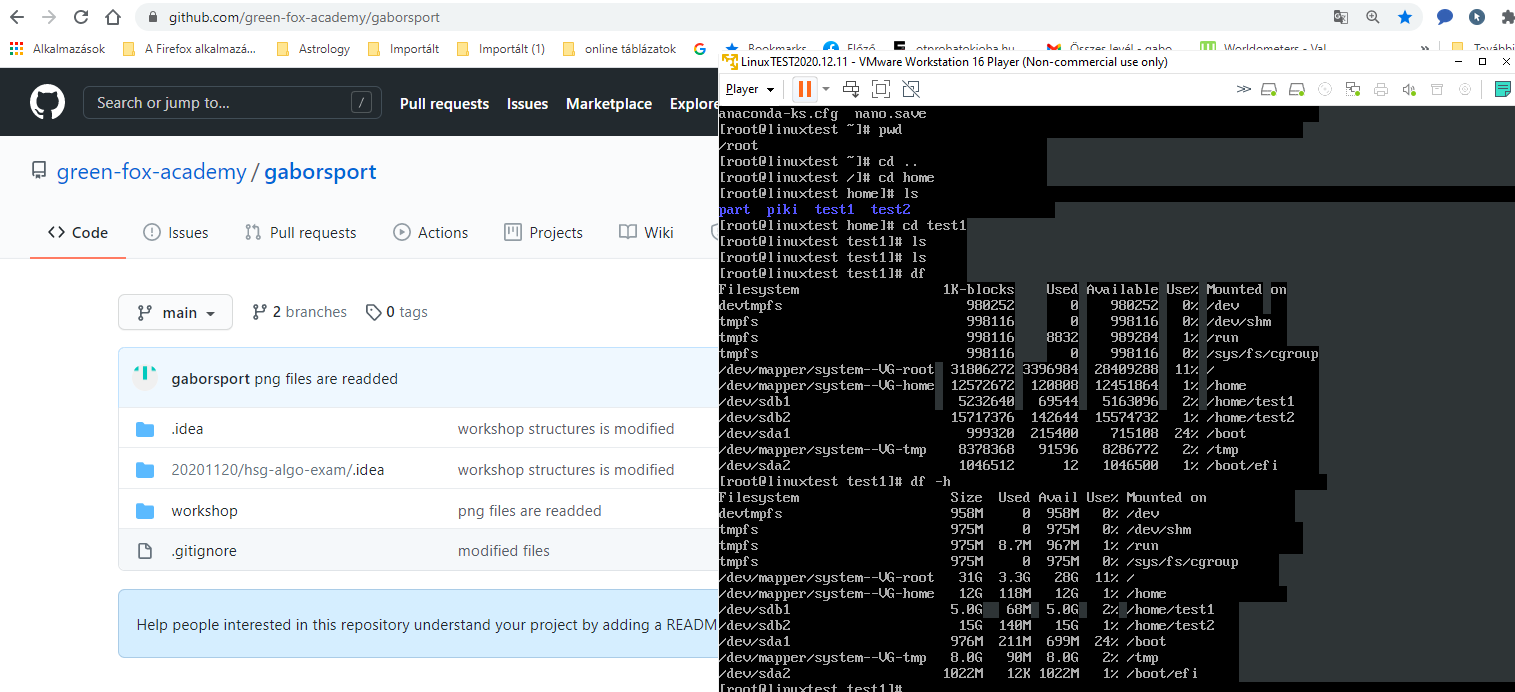 github.com/green-fox-academy/gaborsport
Alkalmazások A Firefox alkalmazá... Astrology Importált Importált (1) online táblázatok Bookmarks Előző otpprobatokioba.hu Összes levél - gabo Worldometers - Val » További
LinuxTEST2020.12.11 - VMware Workstation 16 Player (Non-commercial use only)
Player
Search or jump to... /
Pull requests Issues Marketplace Explore
green-fox-academy / gaborsport
Code Issues Pull requests Actions Projects Wiki
main 2 branches 0 tags
gaborsport png files are readded
.idea workshop structures is modified
20201120/hsg-algo-exam/.idea workshop structures is modified
workshop png files are readded
.gitignore modified files
Help people interested in this repository understand your project by adding a READM
anaconda-ks.cfg nano.save
[root@linuxtest ~]# pwd
/root
[root@linuxtest ~]# cd ..
[root@linuxtest /]# cd home
[root@linuxtest home]# ls
part piki test1 test2
[root@linuxtest home]# cd test1
[root@linuxtest test1]# ls
[root@linuxtest test1]# ls
[root@linuxtest test1]# df
Filesystem 1K-blocks Used Available Use% Mounted on
devtmpfs 980252 0 980252 0% /dev
tmpfs 998116 0 998116 0% /dev/shm
tmpfs 998116 8832 989284 1% /run
tmpfs 998116 0 998116 0% /sys/fs/cgroup
/dev/mapper/system--VG-root 31806272 3396984 28409288 11% /
/dev/mapper/system--VG-home 12572672 120808 12451864 1% /home
/dev/sdb1 5232640 69544 5163096 2% /home/test1
/dev/sdb2 15717376 142644 15574732 1% /home/test2
/dev/sda1 999320 215400 715108 24% /boot
/dev/mapper/system--VG-tmp 8378368 91596 8286772 2% /tmp
/dev/sda2 1046512 12 1046500 1% /boot/efi
[root@linuxtest test1]# df -h
Filesystem Size Used Avail Use% Mounted on
devtmpfs 958M 0 958M 0% /dev
tmpfs 975M 0 975M 0% /dev/shm
tmpfs 975M 8.7M 967M 1% /run
tmpfs 975M 0 975M 0% /sys/fs/cgroup
/dev/mapper/system--VG-root 31G 3.3G 28G 11% /
/dev/mapper/system--VG-home 12G 118M 12G 1% /home
/dev/sdb1 5.0G 68M 5.0G 2% /home/test1
/dev/sdb2 15G 140M 15G 1% /home/test2
/dev/sda1 976M 211M 699M 24% /boot
/dev/mapper/system--VG-tmp 8.0G 90M 8.0G 2% /tmp
/dev/sda2 1022M 12K 1022M 1% /boot/efi
[root@linuxtest test1]#